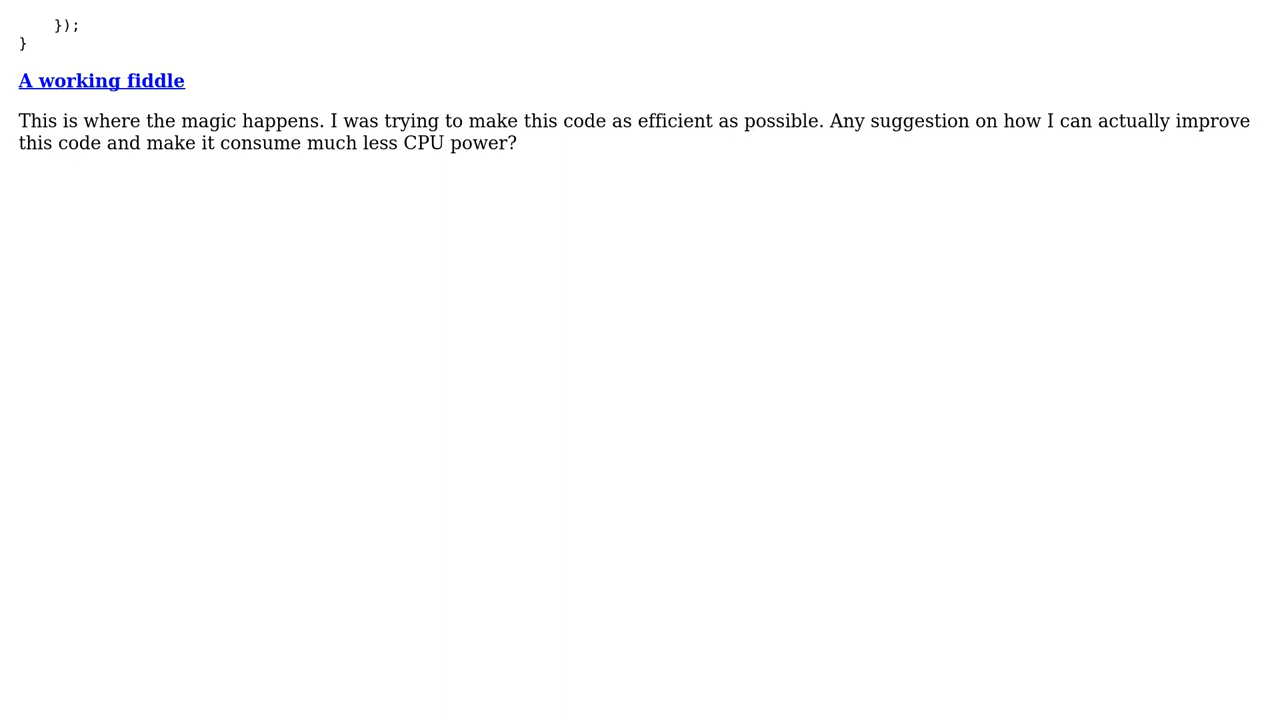 });
}
A working fiddle
This is where the magic happens. I was trying to make this code as efficient as possible. Any suggestion on how I can actually improve
this code and make it consume much less CPU power?